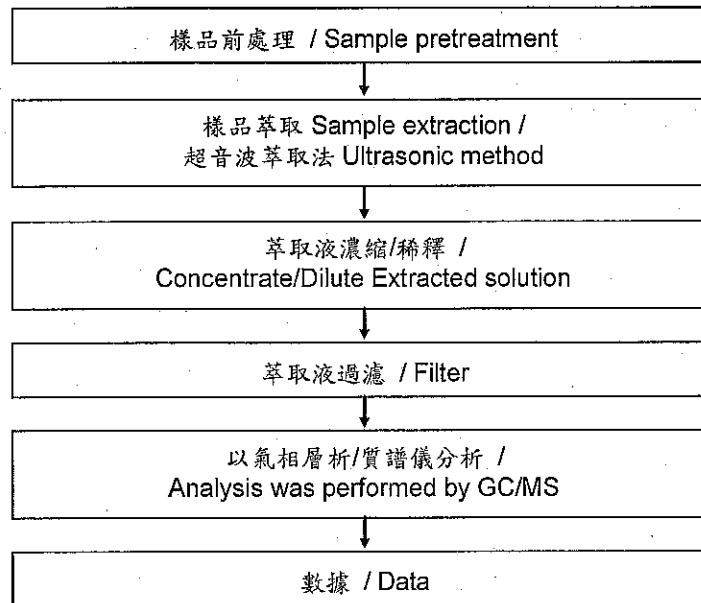 樣品前處理 / Sample pretreatment
樣品萃取 Sample extraction /
超音波萃取法 Ultrasonic method
萃取液濃縮/稀釋 /
Concentrate/Dilute Extracted solution
萃取液過濾 / Filter
以氣相層析/質譜儀分析 /
Analysis was performed by GC/MS
數據 / Data